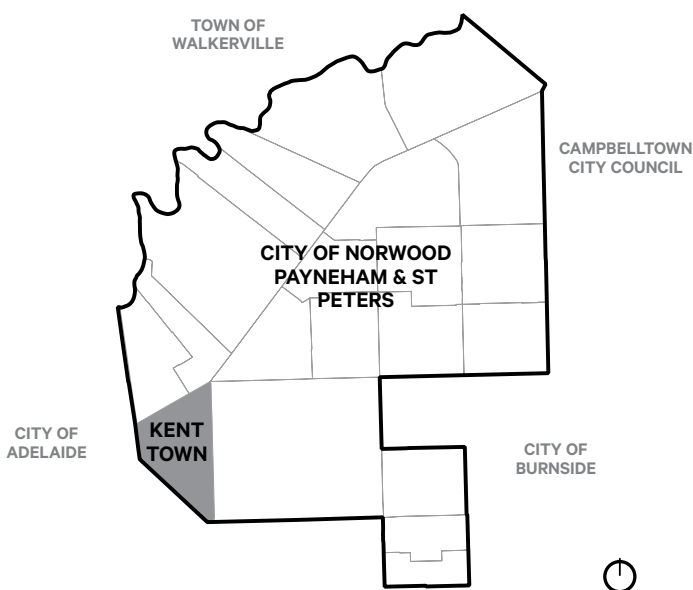 TOWN OF
WALKERVILLE
CAMPBELLTOWN
CITY COUNCIL
CITY OF NORWOOD
PAYNEHAM & ST
PETERS
KENT
TOWN
CITY OF
ADELAIDE
CITY OF
BURNSIDE